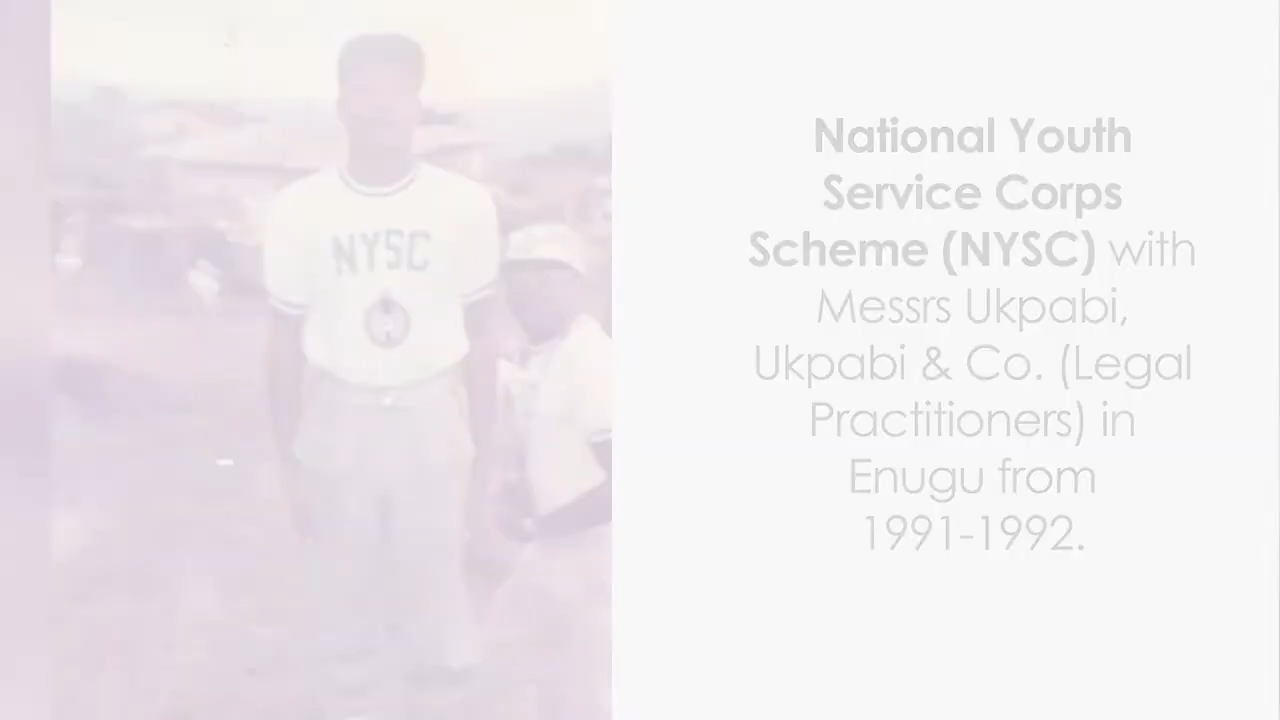 NYSC
National Youth
Service Corps
Scheme (NYSC) with
Messrs Ukpabi,
Ukpabi & Co. (Legal
Practitioners) in
Enugu from
1991-1992.